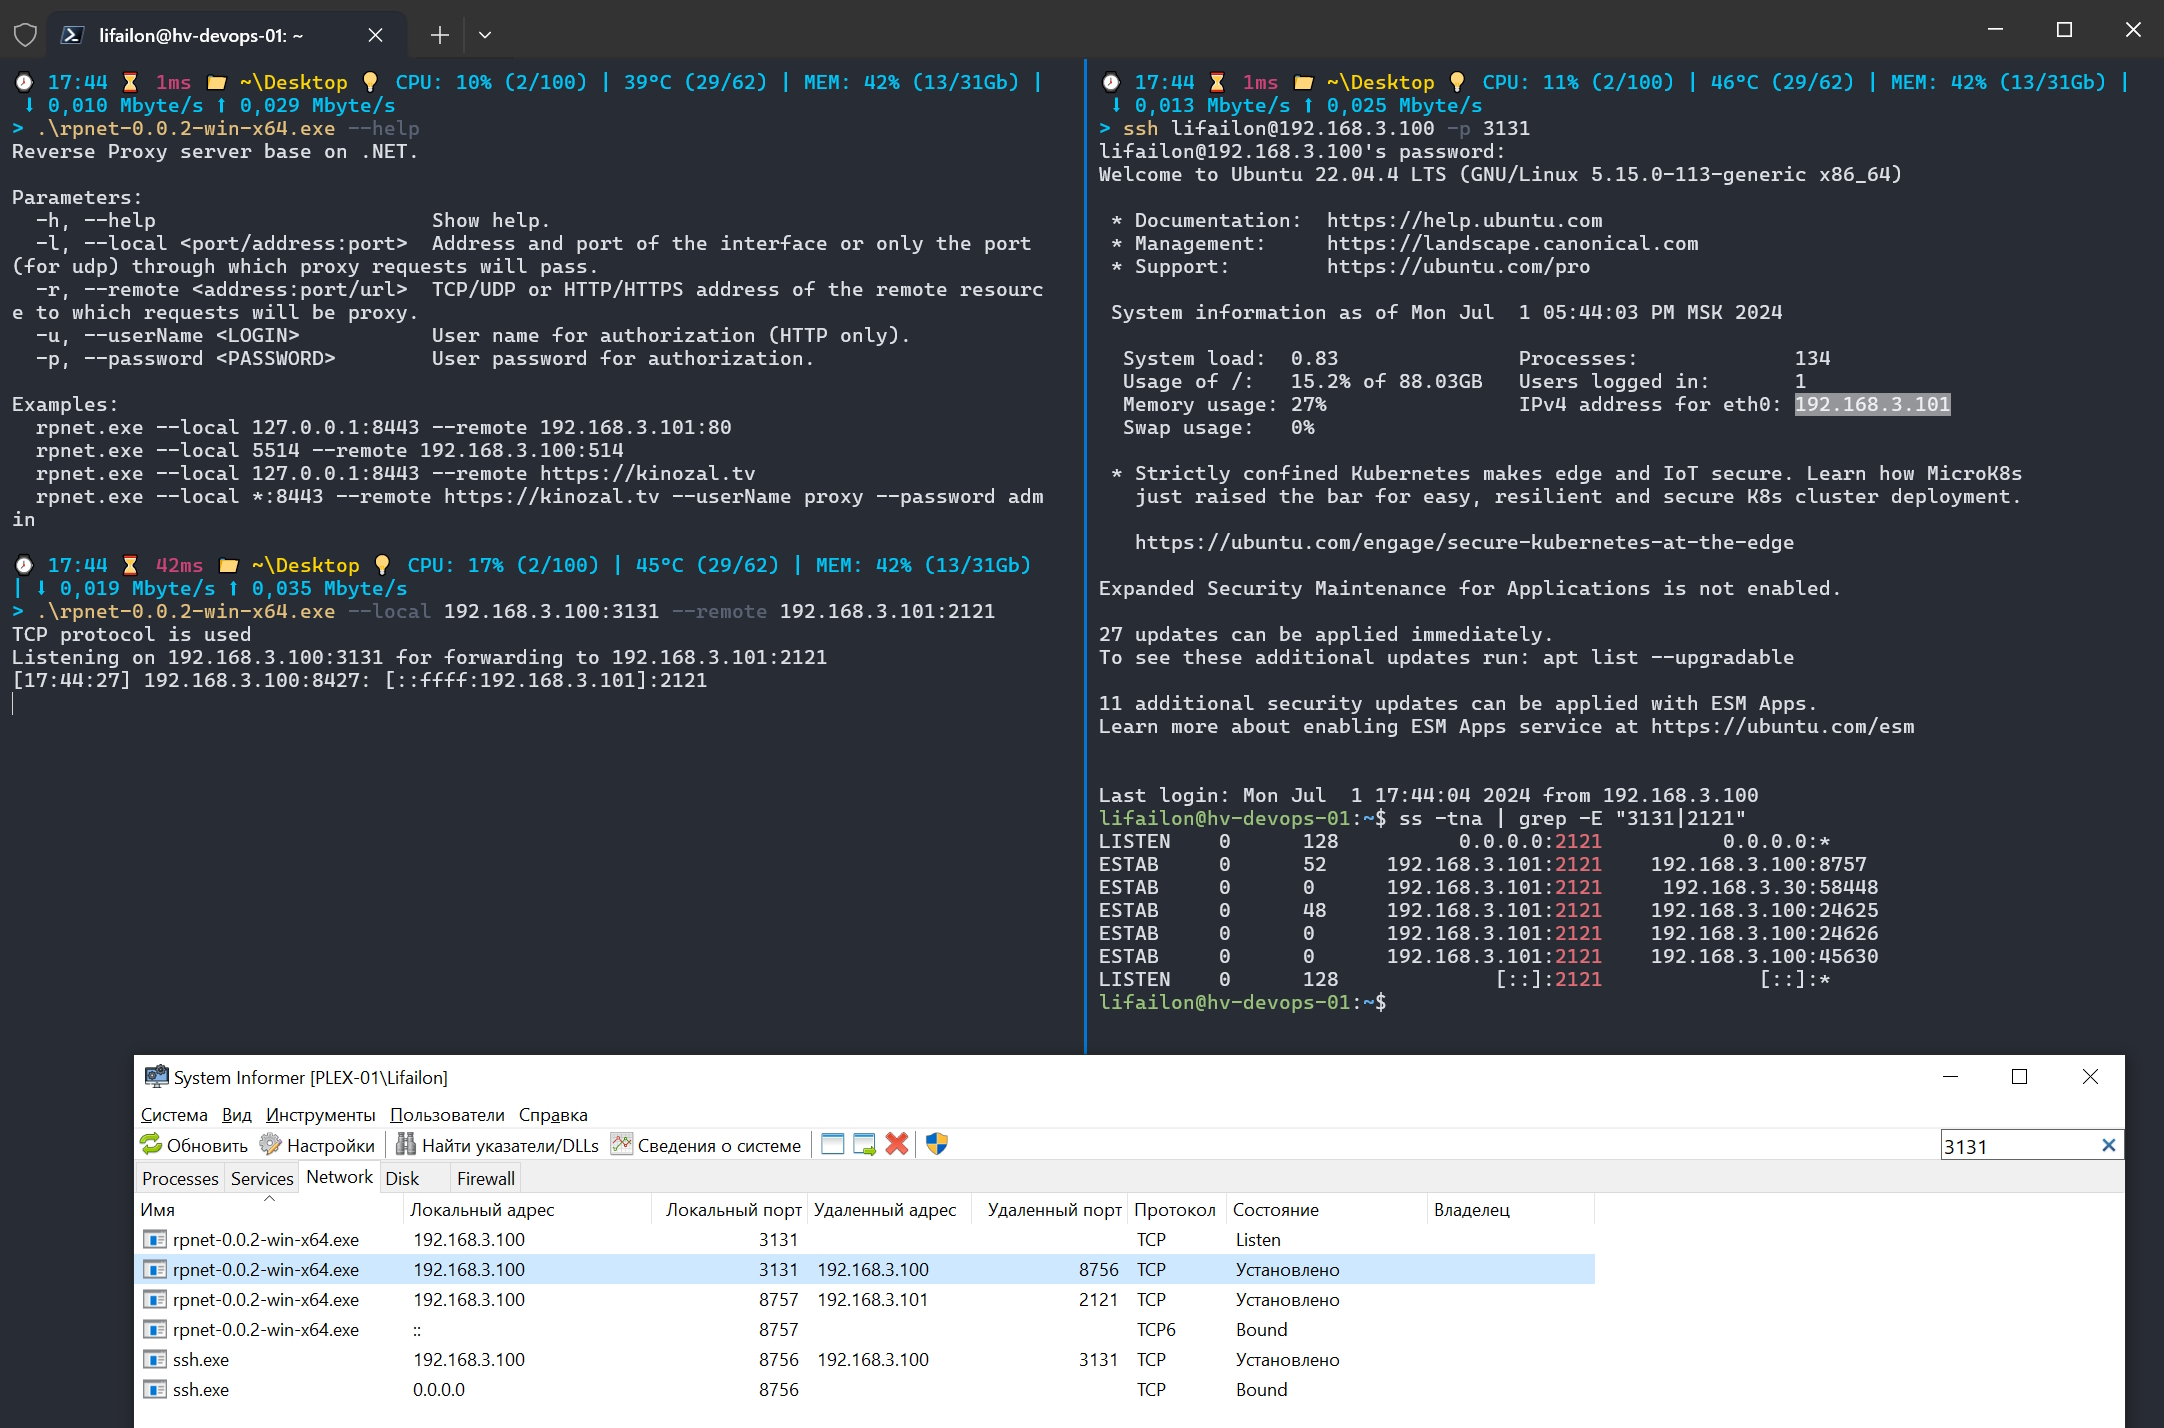 lifailon@hv-devops-01: ~
17:44 1ms ~\Desktop CPU: 10% (2/100) | 39°C (29/62) | MEM: 42% (13/31Gb) |
↓ 0,010 Mbyte/s ↑ 0,029 Mbyte/s
> .\rpnet-0.0.2-win-x64.exe --help
Reverse Proxy server base on .NET.
Parameters:
-h, --help Show help.
-l, --local <port/address:port> Address and port of the interface or only the port
(for udp) through which proxy requests will pass.
-r, --remote <address:port/url> TCP/UDP or HTTP/HTTPS address of the remote resourc
e to which requests will be proxy.
-u, --userName <LOGIN> User name for authorization (HTTP only).
-p, --password <PASSWORD> User password for authorization.
Examples:
rpnet.exe --local 127.0.0.1:8443 --remote 192.168.3.101:80
rpnet.exe --local 5514 --remote 192.168.3.100:514
rpnet.exe --local 127.0.0.1:8443 --remote https://kinozal.tv
rpnet.exe --local *:8443 --remote https://kinozal.tv --userName proxy --password adm
in
17:44 42ms ~\Desktop CPU: 17% (2/100) | 45°C (29/62) | MEM: 42% (13/31Gb)
| ↓ 0,019 Mbyte/s ↑ 0,035 Mbyte/s
> .\rpnet-0.0.2-win-x64.exe --local 192.168.3.100:3131 --remote 192.168.3.101:2121
TCP protocol is used
Listening on 192.168.3.100:3131 for forwarding to 192.168.3.101:2121
[17:44:27] 192.168.3.100:8427: [::ffff:192.168.3.101]:2121
17:44 1ms ~\Desktop CPU: 11% (2/100) | 46°C (29/62) | MEM: 42% (13/31Gb) |
↓ 0,013 Mbyte/s ↑ 0,025 Mbyte/s
> ssh lifailon@192.168.3.100 -p 3131
lifailon@192.168.3.100's password:
Welcome to Ubuntu 22.04.4 LTS (GNU/Linux 5.15.0-113-generic x86_64)
* Documentation: https://help.ubuntu.com
* Management: https://landscape.canonical.com
* Support: https://ubuntu.com/pro
System information as of Mon Jul 1 05:44:03 PM MSK 2024
System load: 0.83 Processes: 134
Usage of /: 15.2% of 88.03GB Users logged in: 1
Memory usage: 27% IPv4 address for eth0: 192.168.3.101
Swap usage: 0%
* Strictly confined Kubernetes makes edge and IoT secure. Learn how MicroK8s
just raised the bar for easy, resilient and secure K8s cluster deployment.
https://ubuntu.com/engage/secure-kubernetes-at-the-edge
Expanded Security Maintenance for Applications is not enabled.
27 updates can be applied immediately.
To see these additional updates run: apt list --upgradable
11 additional security updates can be applied with ESM Apps.
Learn more about enabling ESM Apps service at https://ubuntu.com/esm
Last login: Mon Jul 1 17:44:04 2024 from 192.168.3.100
lifailon@hv-devops-01:~$ ss -tna | grep -E "3131|2121"
LISTEN 0 128 0.0.0.0:2121 0.0.0.0:*
ESTAB 0 52 192.168.3.101:2121 192.168.3.100:8757
ESTAB 0 0 192.168.3.101:2121 192.168.3.30:58448
ESTAB 0 48 192.168.3.101:2121 192.168.3.100:24625
ESTAB 0 0 192.168.3.101:2121 192.168.3.100:24626
ESTAB 0 0 192.168.3.101:2121 192.168.3.100:45630
LISTEN 0 128 [::]:2121 [::]:*
lifailon@hv-devops-01:~$
System Informer [PLEX-01\Lifailon]
Система Вид Инструменты Пользователи Справка
Обновить Настройки Найти указатели/DLLs Сведения о системе 3131
Processes Services Network Disk Firewall
Имя Локальный адрес Локальный порт Удаленный адрес Удаленный порт Протокол Состояние Владелец
rpnet-0.0.2-win-x64.exe 192.168.3.100 3131 TCP Listen
rpnet-0.0.2-win-x64.exe 192.168.3.100 3131 192.168.3.100 8756 TCP Установлено
rpnet-0.0.2-win-x64.exe 192.168.3.100 8757 192.168.3.101 2121 TCP Установлено
rpnet-0.0.2-win-x64.exe :: 8757 TCP6 Bound
ssh.exe 192.168.3.100 8756 192.168.3.100 3131 TCP Установлено
ssh.exe 0.0.0.0 8756 TCP Bound